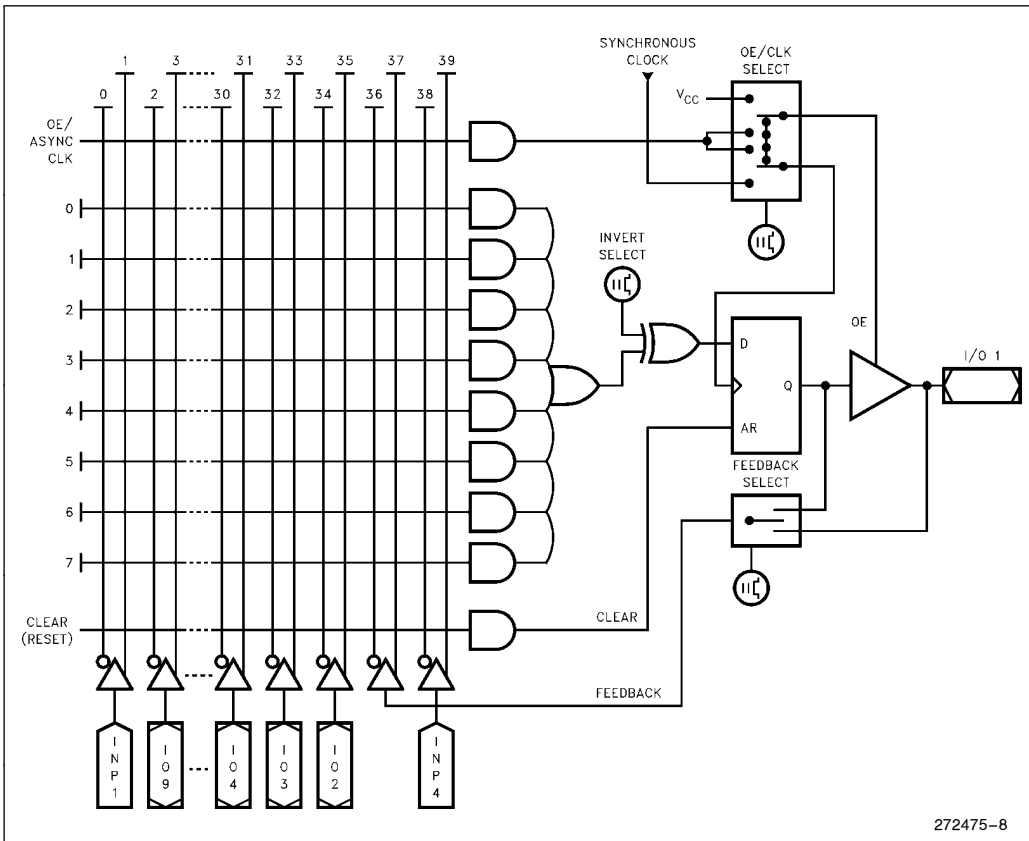 1 3 31 33 35 37 39
0 2 30 32 34 36 38
SYNCHRONOUS
CLOCK
OE/CLK
SELECT
VCC
OE/
ASYNC
CLK
0
1
2
3
4
5
6
7
INVERT
SELECT
D
Q
AR
OE
I/O 1
FEEDBACK
SELECT
CLEAR
(RESET)
CLEAR
FEEDBACK
INP1
IO9
IO4
IO3
IO2
INP4
272475–8